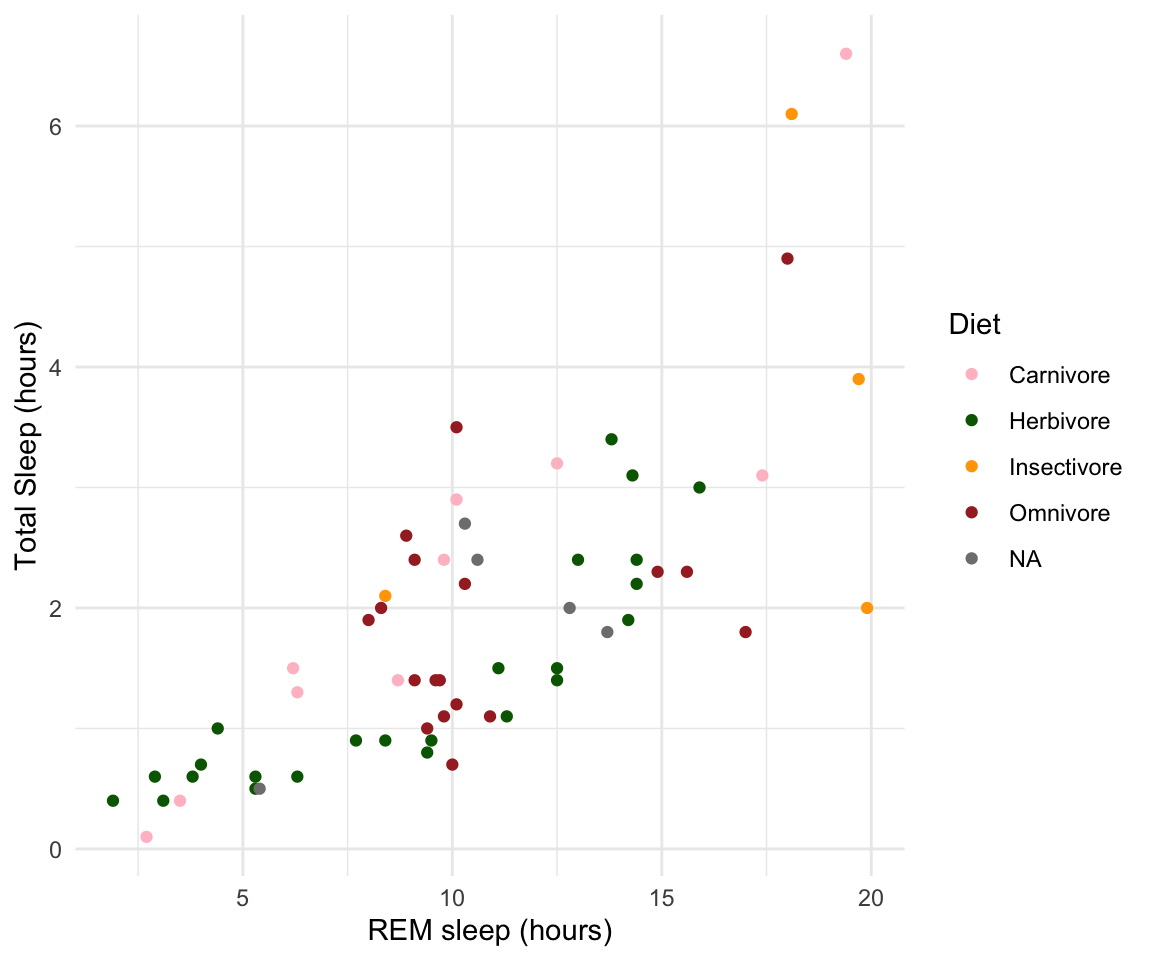 6
4
2
0
5 10 15 20
REM sleep (hours)
Total Sleep (hours)
Diet
Carnivore
Herbivore
Insectivore
Omnivore
NA